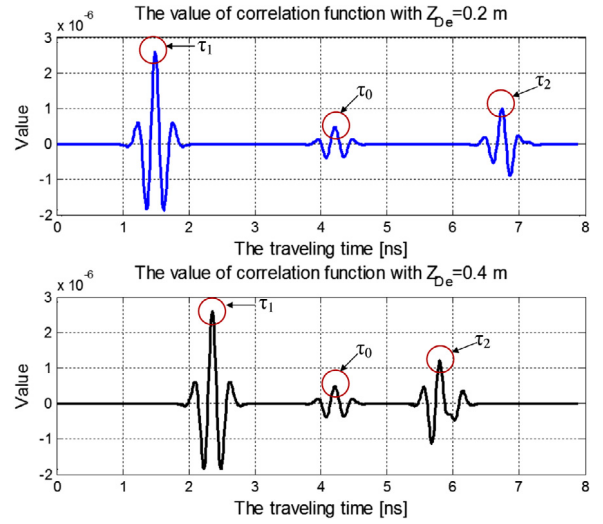 The value of correlation function with Z_De=0.2 m
x 10^-6
3
2
1
0
-1
-2
Value
τ1
τ0
τ2
0 1 2 3 4 5 6 7 8
The traveling time [ns]
The value of correlation function with Z_De=0.4 m
x 10^-6
3
2
1
0
-1
-2
Value
τ1
τ0
τ2
0 1 2 3 4 5 6 7 8
The traveling time [ns]